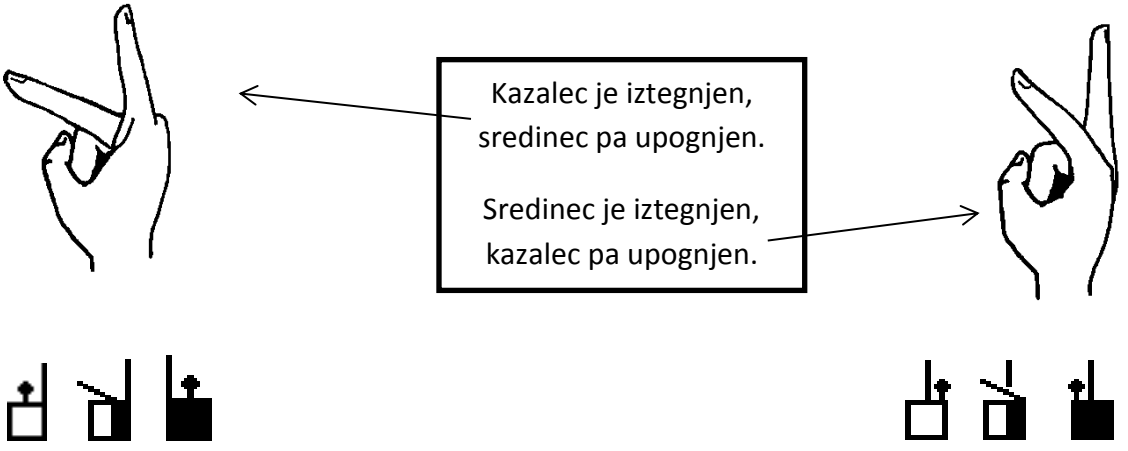 Kazalec je iztegnjen,
sredinec pa upognjen.
Sredinec je iztegnjen,
kazalec pa upognjen.